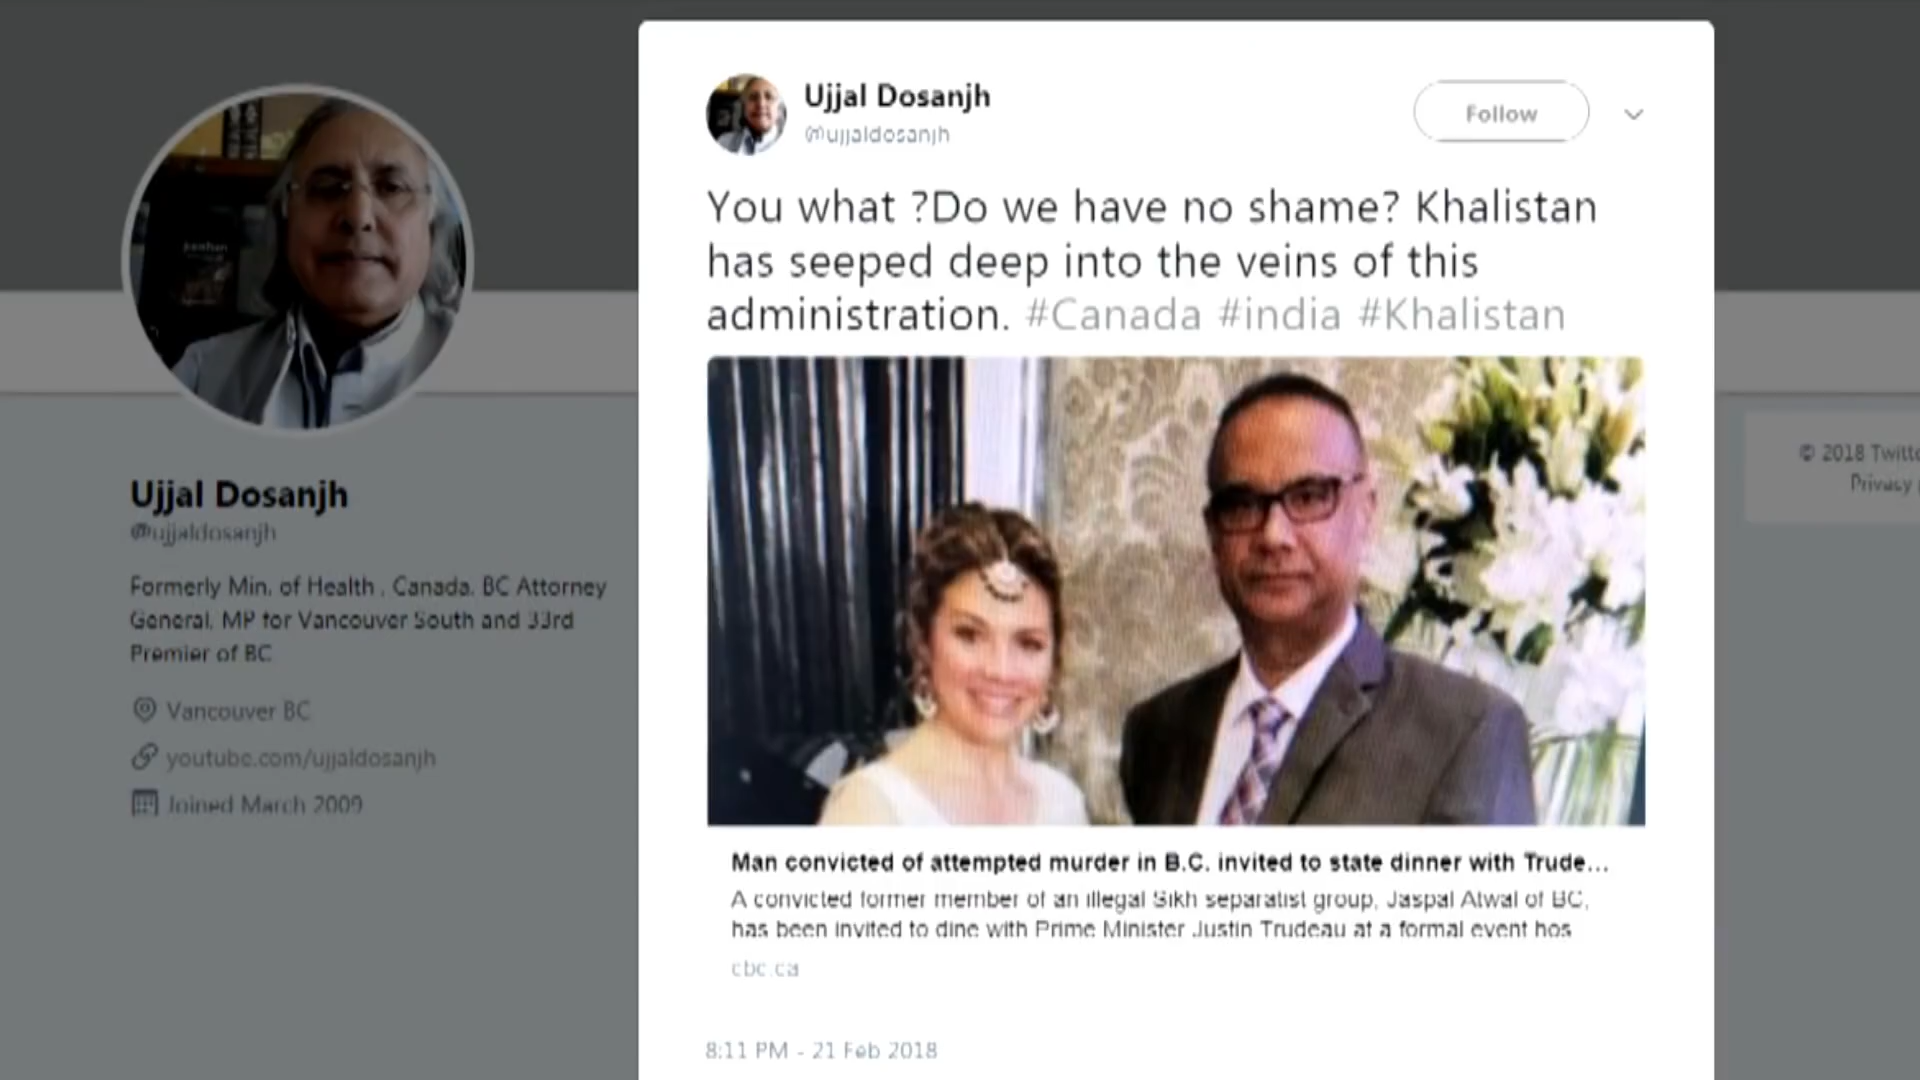 Ujjal Dosanjh
@ujjaldosanjh
Formerly Min. of Health , Canada, BC Attorney
General, MP for Vancouver South and 33rd
Premier of BC
Vancouver BC
youtube.com/ujjaldosanjh
Joined March 2009
Ujjal Dosanjh
@ujjaldosanjh
Follow
You what ?Do we have no shame? Khalistan
has seeped deep into the veins of this
administration. #Canada #india #Khalistan
Man convicted of attempted murder in B.C. invited to state dinner with Trude...
A convicted former member of an illegal Sikh separatist group, Jaspal Atwal of BC,
has been invited to dine with Prime Minister Justin Trudeau at a formal event hos
cbc.ca
8:11 PM - 21 Feb 2018
© 2018 Twitte
Privacy